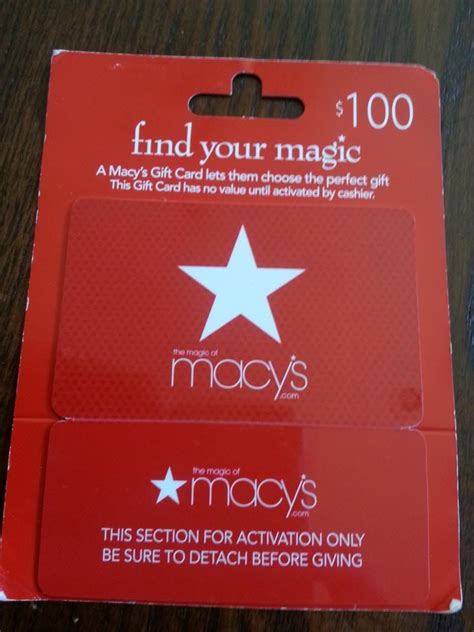 $100
find your magic
A Macy's Gift Card lets them choose the perfect gift
This Gift Card has no value until activated by cashier.
the magic of
macy's
.com
the magic of
macy's
.com
THIS SECTION FOR ACTIVATION ONLY
BE SURE TO DETACH BEFORE GIVING